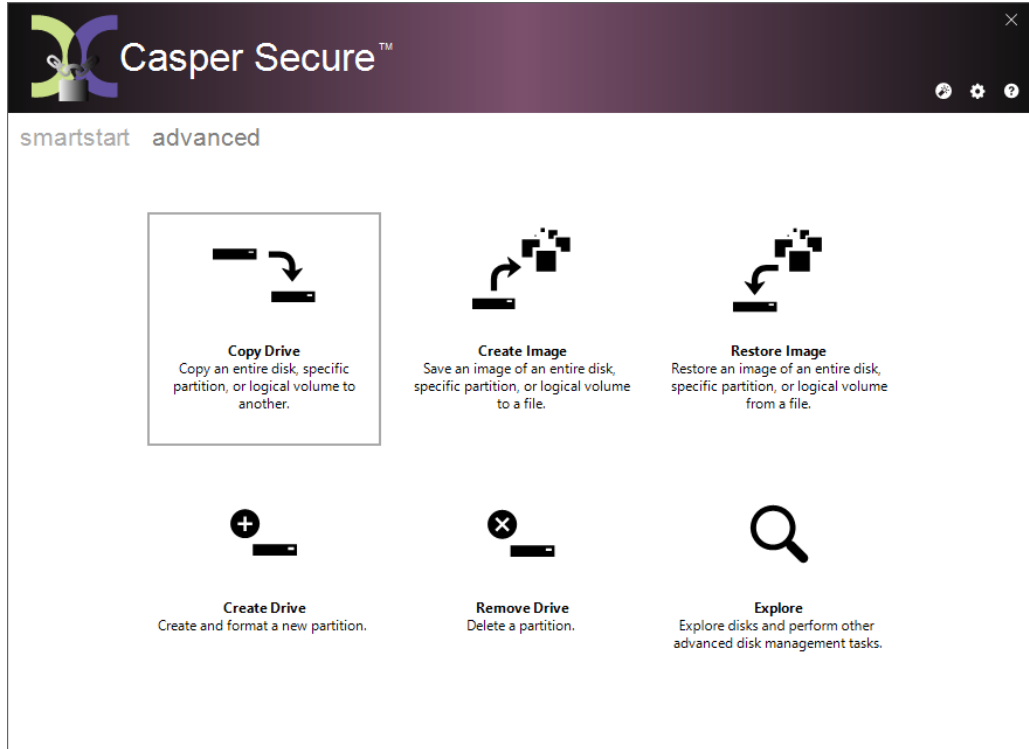 Casper Secure™
smartstart advanced
Copy Drive
Copy an entire disk, specific
partition, or logical volume to
another.
Create Image
Save an image of an entire disk,
specific partition, or logical volume
to a file.
Restore Image
Restore an image of an entire disk,
specific partition, or logical volume
from a file.
Create Drive
Create and format a new partition.
Remove Drive
Delete a partition.
Explore
Explore disks and perform other
advanced disk management tasks.